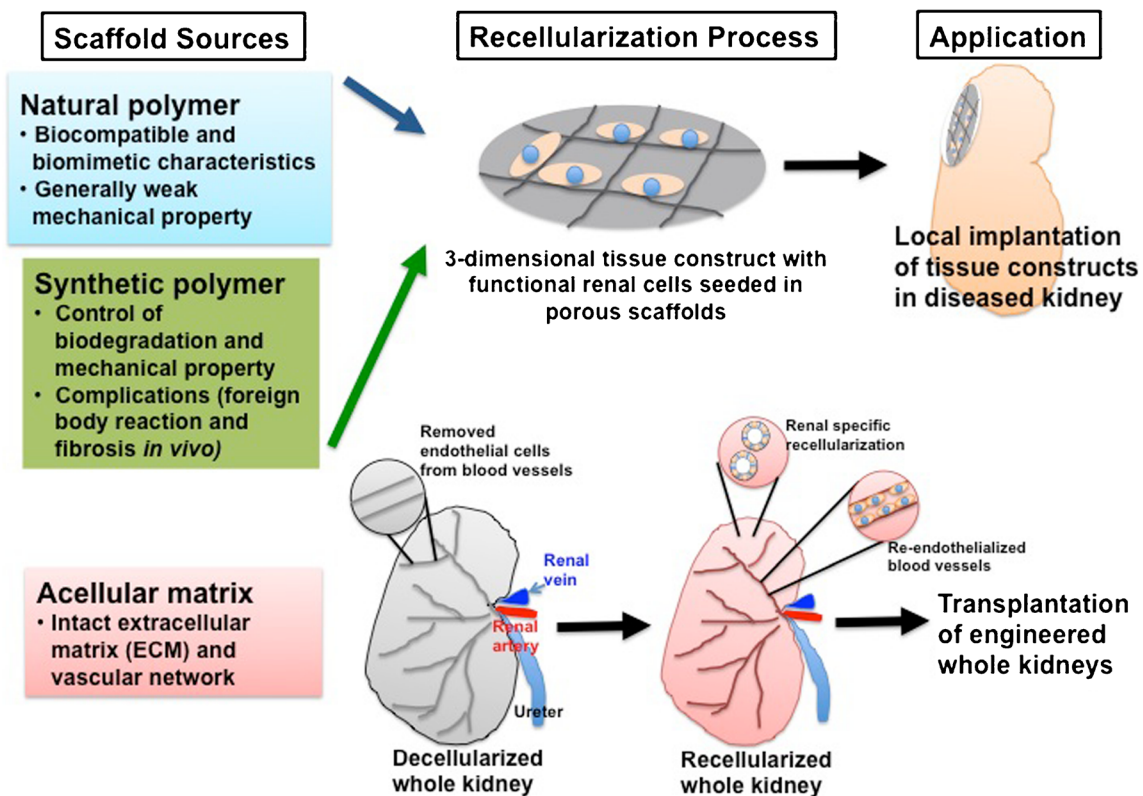 Scaffold Sources
Recellularization Process
Application
Natural polymer
• Biocompatible and
biomimetic characteristics
• Generally weak
mechanical property
Synthetic polymer
• Control of
biodegradation and
mechanical property
• Complications (foreign
body reaction and
fibrosis in vivo)
3-dimensional tissue construct with
functional renal cells seeded in
porous scaffolds
Local implantation
of tissue constructs
in diseased kidney
Acellular matrix
• Intact extracellular
matrix (ECM) and
vascular network
Removed
endothelial cells
from blood vessels
Renal
vein
Renal
artery
Ureter
Decellularized
whole kidney
Renal specific
recellularization
Re-endothelialized
blood vessels
Recellularized
whole kidney
Transplantation
of engineered
whole kidneys